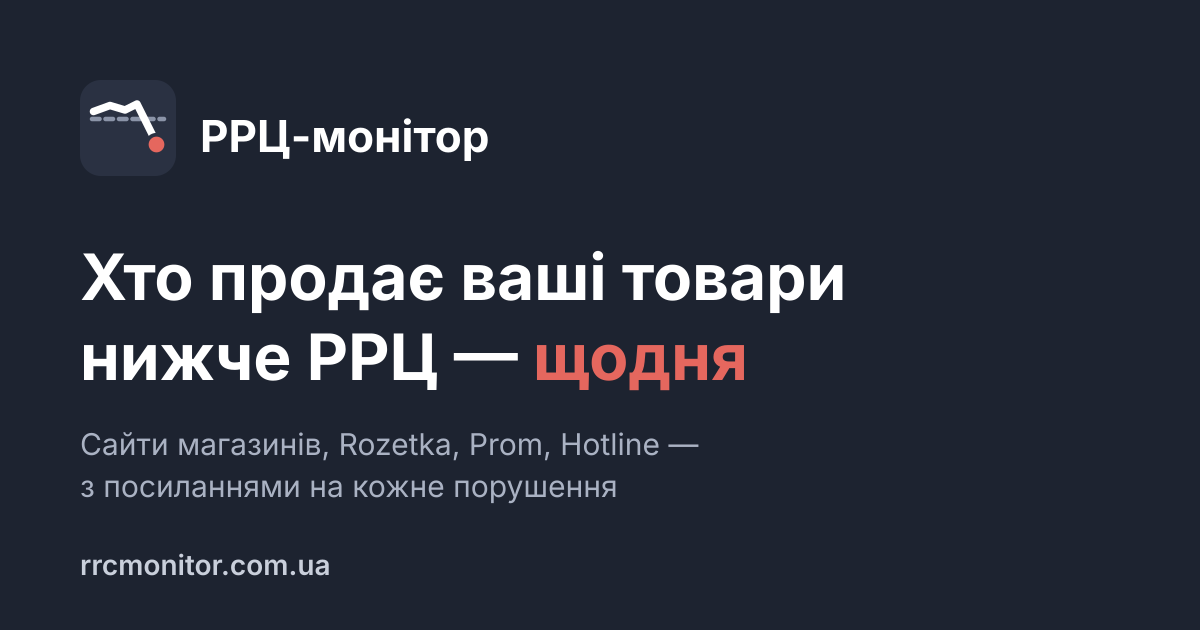 РРЦ-монітор
Хто продає ваші товари
нижче РРЦ — щодня
Сайти магазинів, Rozetka, Prom, Hotline —
з посиланнями на кожне порушення
rrcmonitor.com.ua